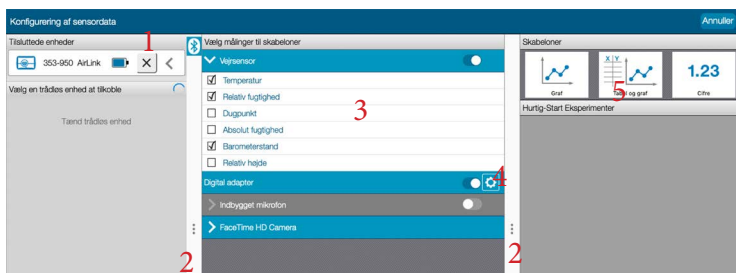 Konfigurering af sensordata
Annuller
Tilsluttede enheder
1
353-950 AirLink
X
Vælg en trådløs enhed at tilkoble
Tænd trådløs enhed
2
Vælg målinger til skabeloner
Vejrsensor
Temperatur
Relativ fugtighed
Dugpunkt
Absolut fugtighed
Barometerstand
Relativ højde
3
Digital adapter
4
Indbygget mikrofon
FaceTime HD Camera
2
Skabeloner
Graf
X Y
Tabel og graf
5
1.23
Cifre
Hurtig-Start Eksperimenter